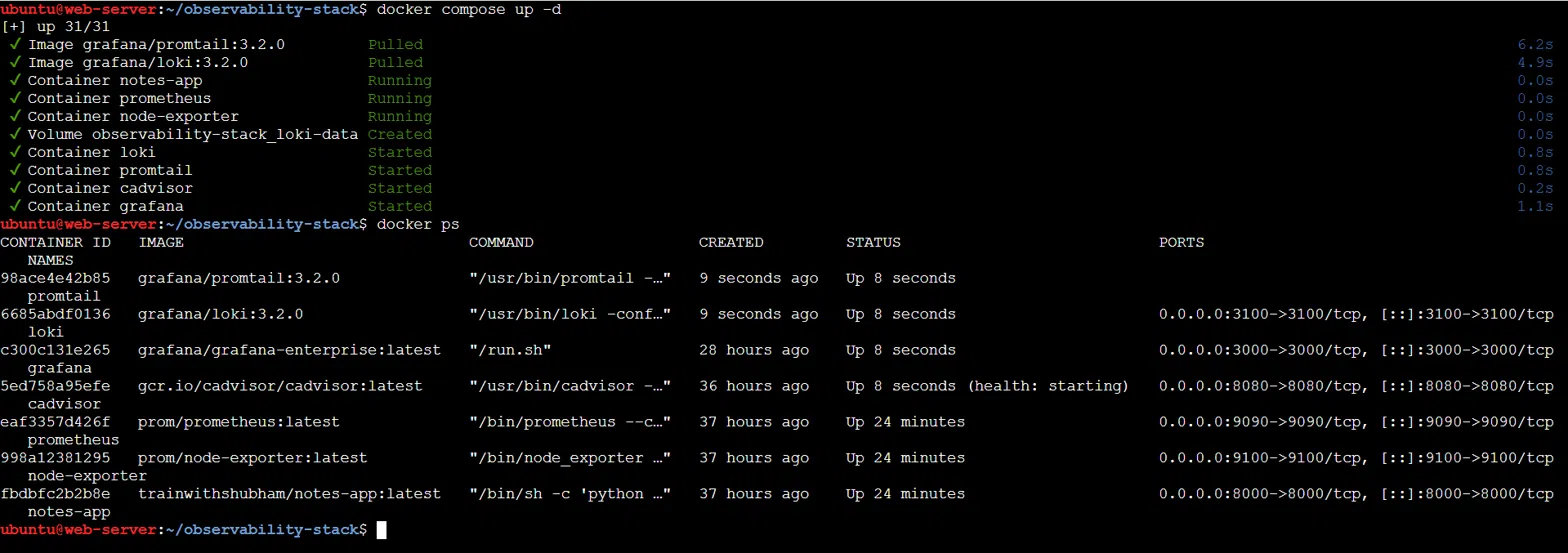 ubuntu@web-server:~/observability-stack$ docker compose up -d
[+] up 31/31
✓ Image grafana/promtail:3.2.0 Pulled 6.2s
✓ Image grafana/loki:3.2.0 Pulled 4.9s
✓ Container notes-app Running 0.0s
✓ Container prometheus Running 0.0s
✓ Container node-exporter Running 0.0s
✓ Volume observability-stack_loki-data Created 0.0s
✓ Container loki Started 0.8s
✓ Container promtail Started 0.8s
✓ Container cadvisor Started 0.2s
✓ Container grafana Started 1.1s
ubuntu@web-server:~/observability-stack$ docker ps
CONTAINER ID IMAGE COMMAND CREATED STATUS PORTS
NAMES
98ace4e42b85 grafana/promtail:3.2.0 "/usr/bin/promtail -…" 9 seconds ago Up 8 seconds
promtail
6685abdf0136 grafana/loki:3.2.0 "/usr/bin/loki -conf…" 9 seconds ago Up 8 seconds 0.0.0.0:3100->3100/tcp, [::]:3100->3100/tcp
loki
c300c131e265 grafana/grafana-enterprise:latest "/run.sh" 28 hours ago Up 8 seconds 0.0.0.0:3000->3000/tcp, [::]:3000->3000/tcp
grafana
5ed758a95efe gcr.io/cadvisor/cadvisor:latest "/usr/bin/cadvisor -…" 36 hours ago Up 8 seconds (health: starting) 0.0.0.0:8080->8080/tcp, [::]:8080->8080/tcp
cadvisor
eaf3357d426f prom/prometheus:latest "/bin/prometheus --c…" 37 hours ago Up 24 minutes 0.0.0.0:9090->9090/tcp, [::]:9090->9090/tcp
prometheus
998a12381295 prom/node-exporter:latest "/bin/node_exporter …" 37 hours ago Up 24 minutes 0.0.0.0:9100->9100/tcp, [::]:9100->9100/tcp
node-exporter
fbdbfc2b2b8e trainwithshubham/notes-app:latest "/bin/sh -c 'python …" 37 hours ago Up 24 minutes 0.0.0.0:8000->8000/tcp, [::]:8000->8000/tcp
notes-app
ubuntu@web-server:~/observability-stack$